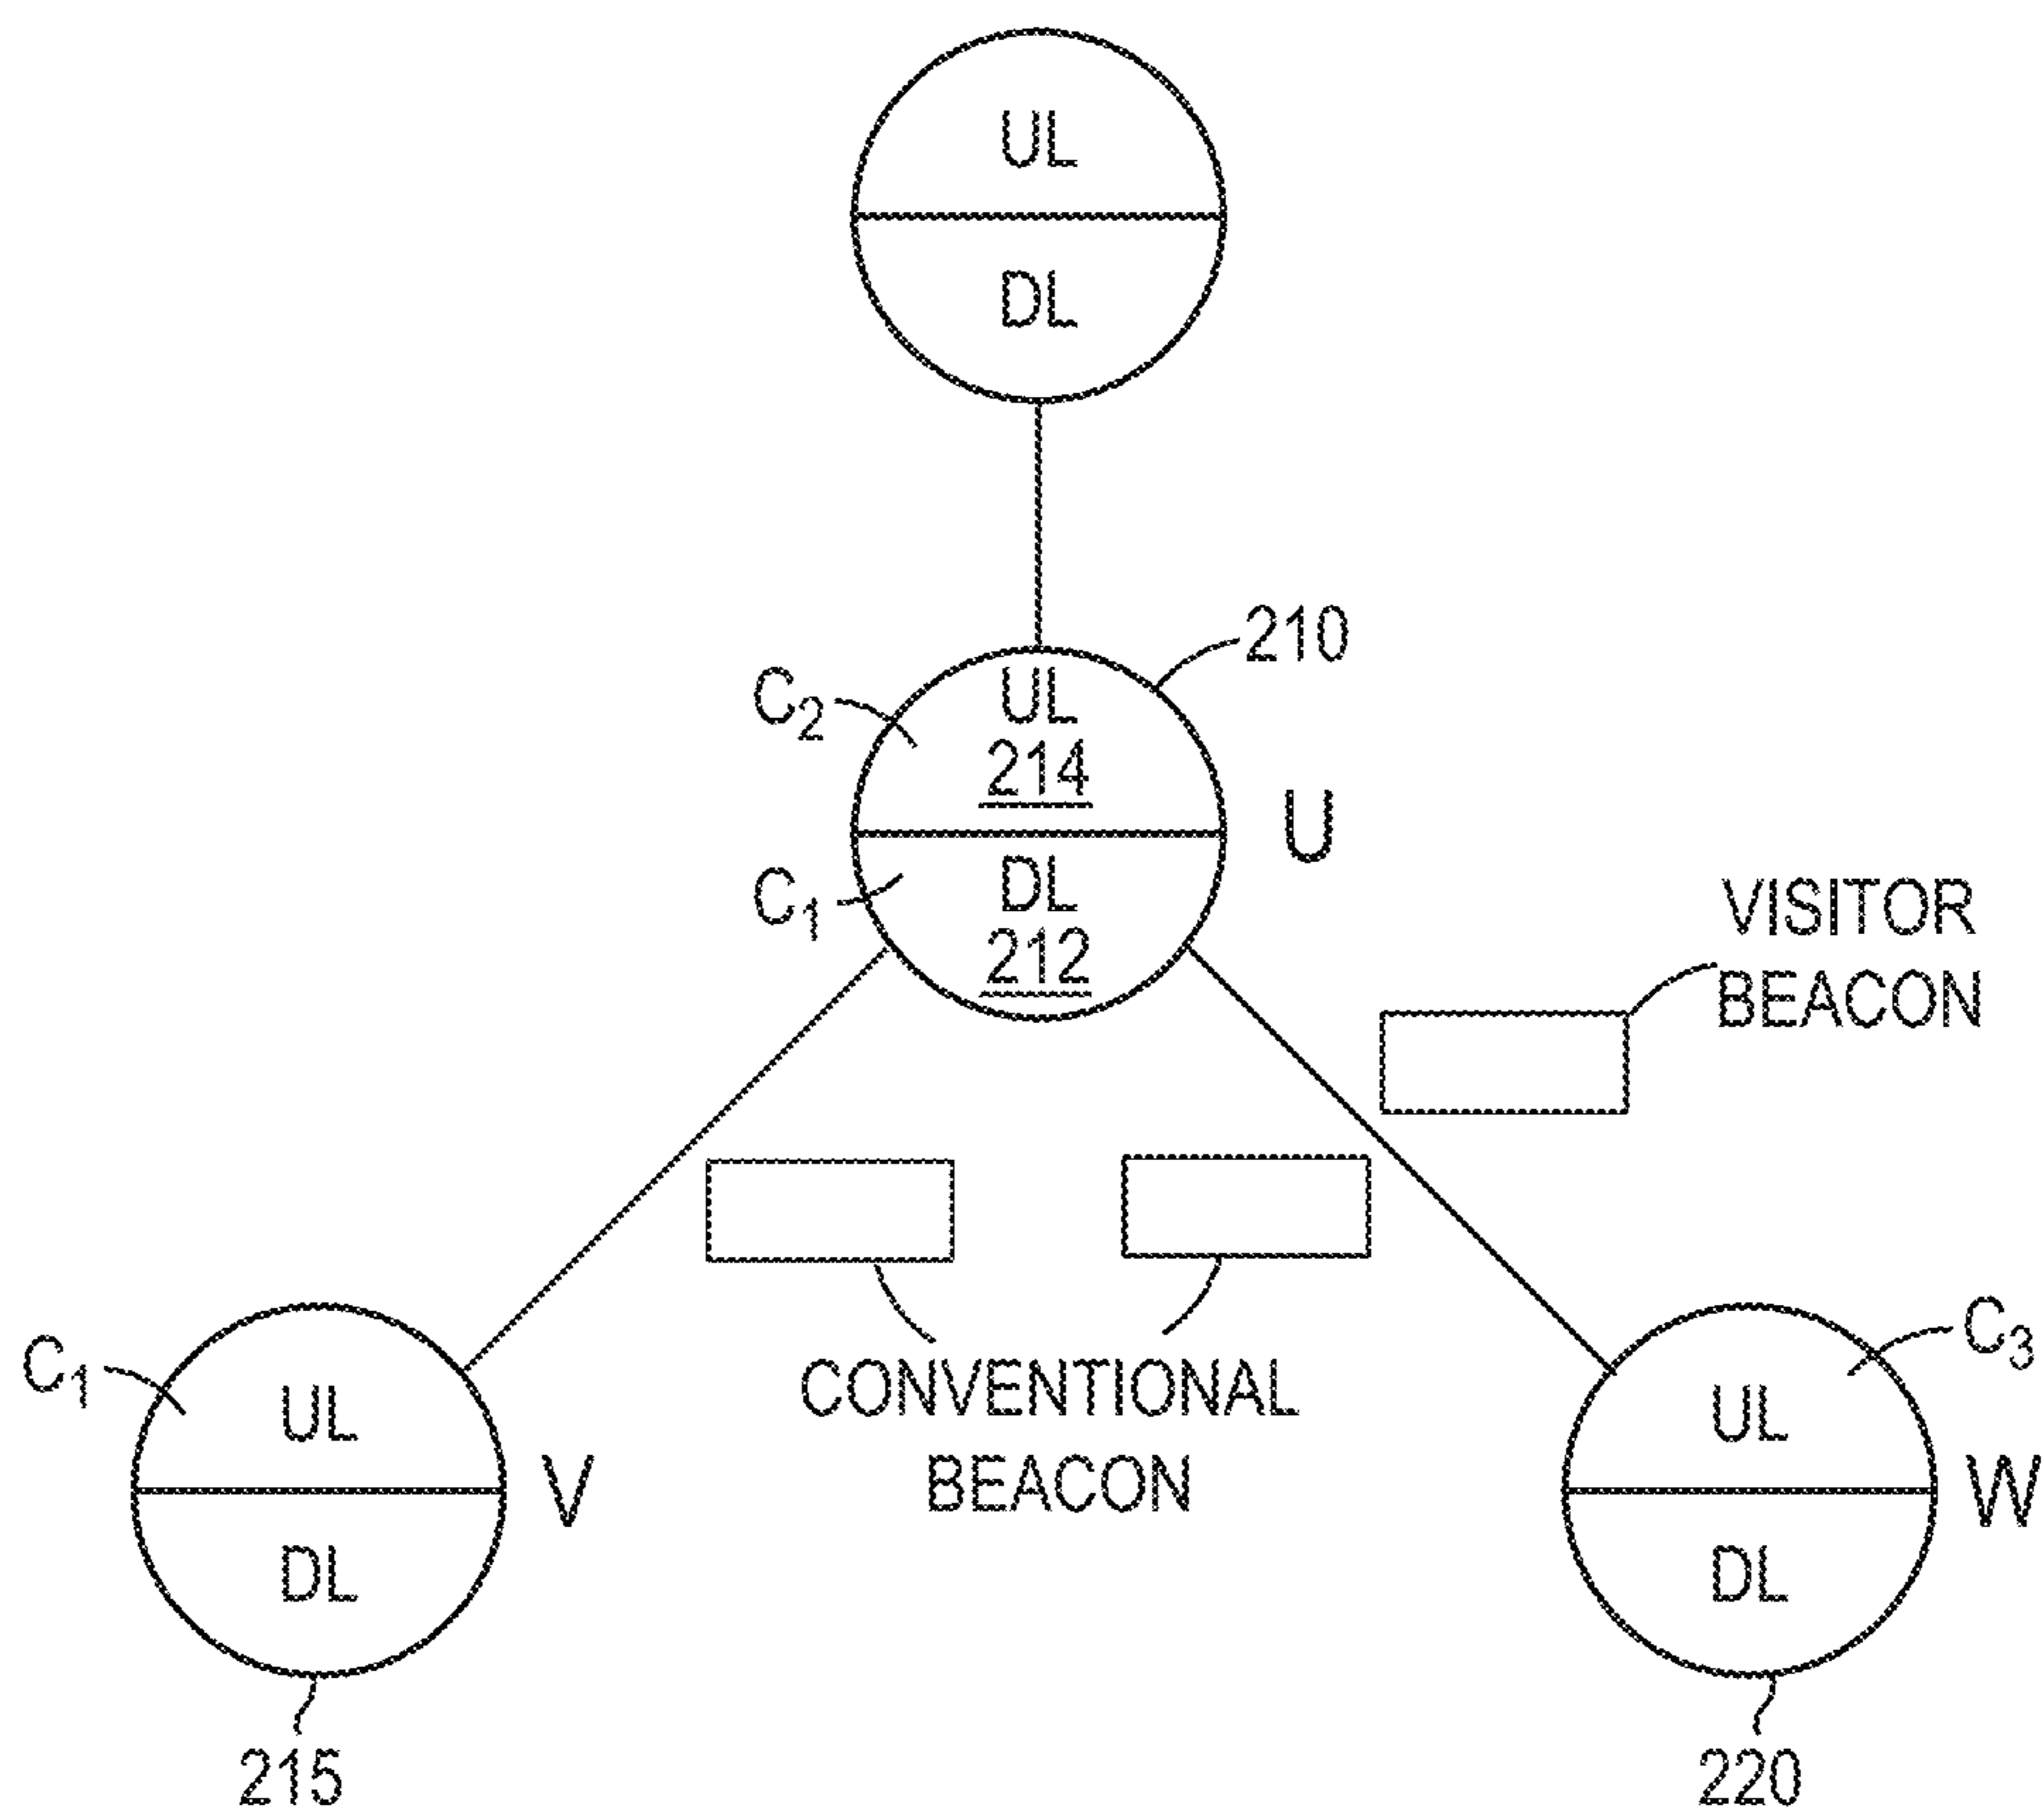 UL
DL
210
C2
UL
214
U
C1
DL
212
VISITOR
BEACON
CONVENTIONAL
BEACON
C1
UL
V
DL
215
C3
UL
W
DL
220